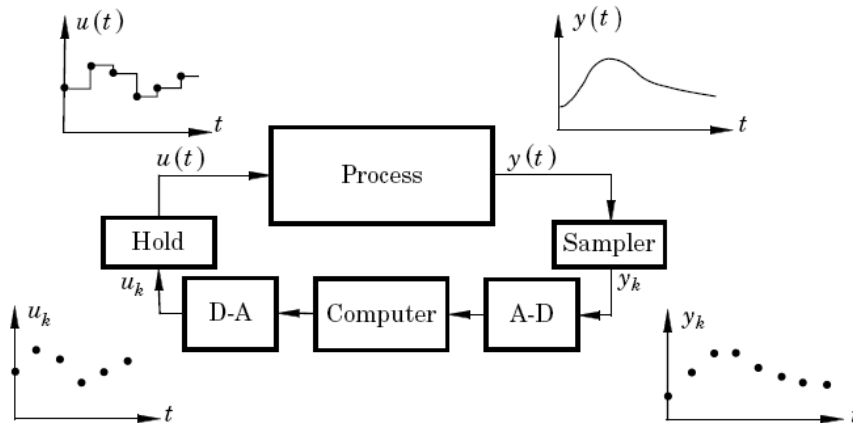 u(t)
y(t)
t
t
u(t)
Process
y(t)
Hold
Sampler
u_k
y_k
D-A
Computer
A-D
u_k
y_k
t
t